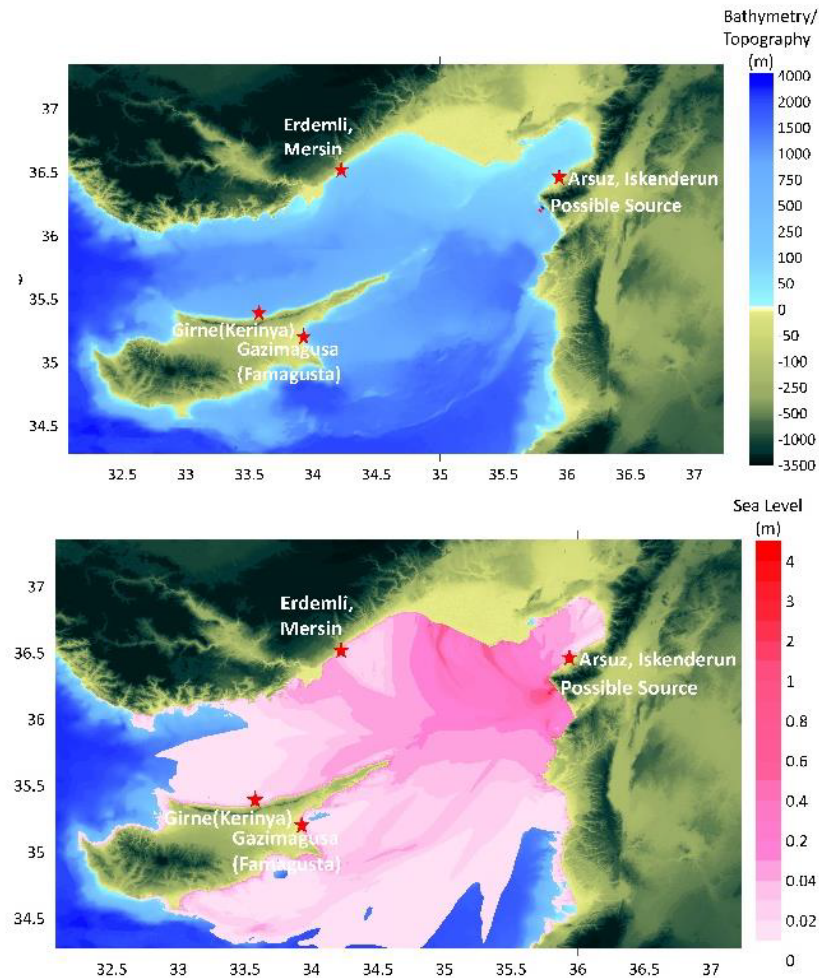 Bathymetry/
Topography
(m)
4000
2000
1000
750
500
250
100
50
0
50
-100
-250
-500
-1000
-3500
37
36.5
36
35.5
35
34.5
Erdemli,
Mersin
Arsuz, Iskenderun
Possible Source
Girne(Kerinya)
Gazimagusa
(Famagusta)
32.5 33 33.5 34 34.5 35 35.5 36 36.5 37
Sea Level
(m)
4
3
1
0.8
0.4
0.2
0.04
0.02
0
37
36.5
36
35.5
35
34.5
Erdemli,
Mersin
Arsuz, Iskenderun
Possible Source
Girne(Kerinya)
Gazimagusa
(Famagusta)
32.5 33 33.5 34 34.5 35 35.5 36 36.5 37